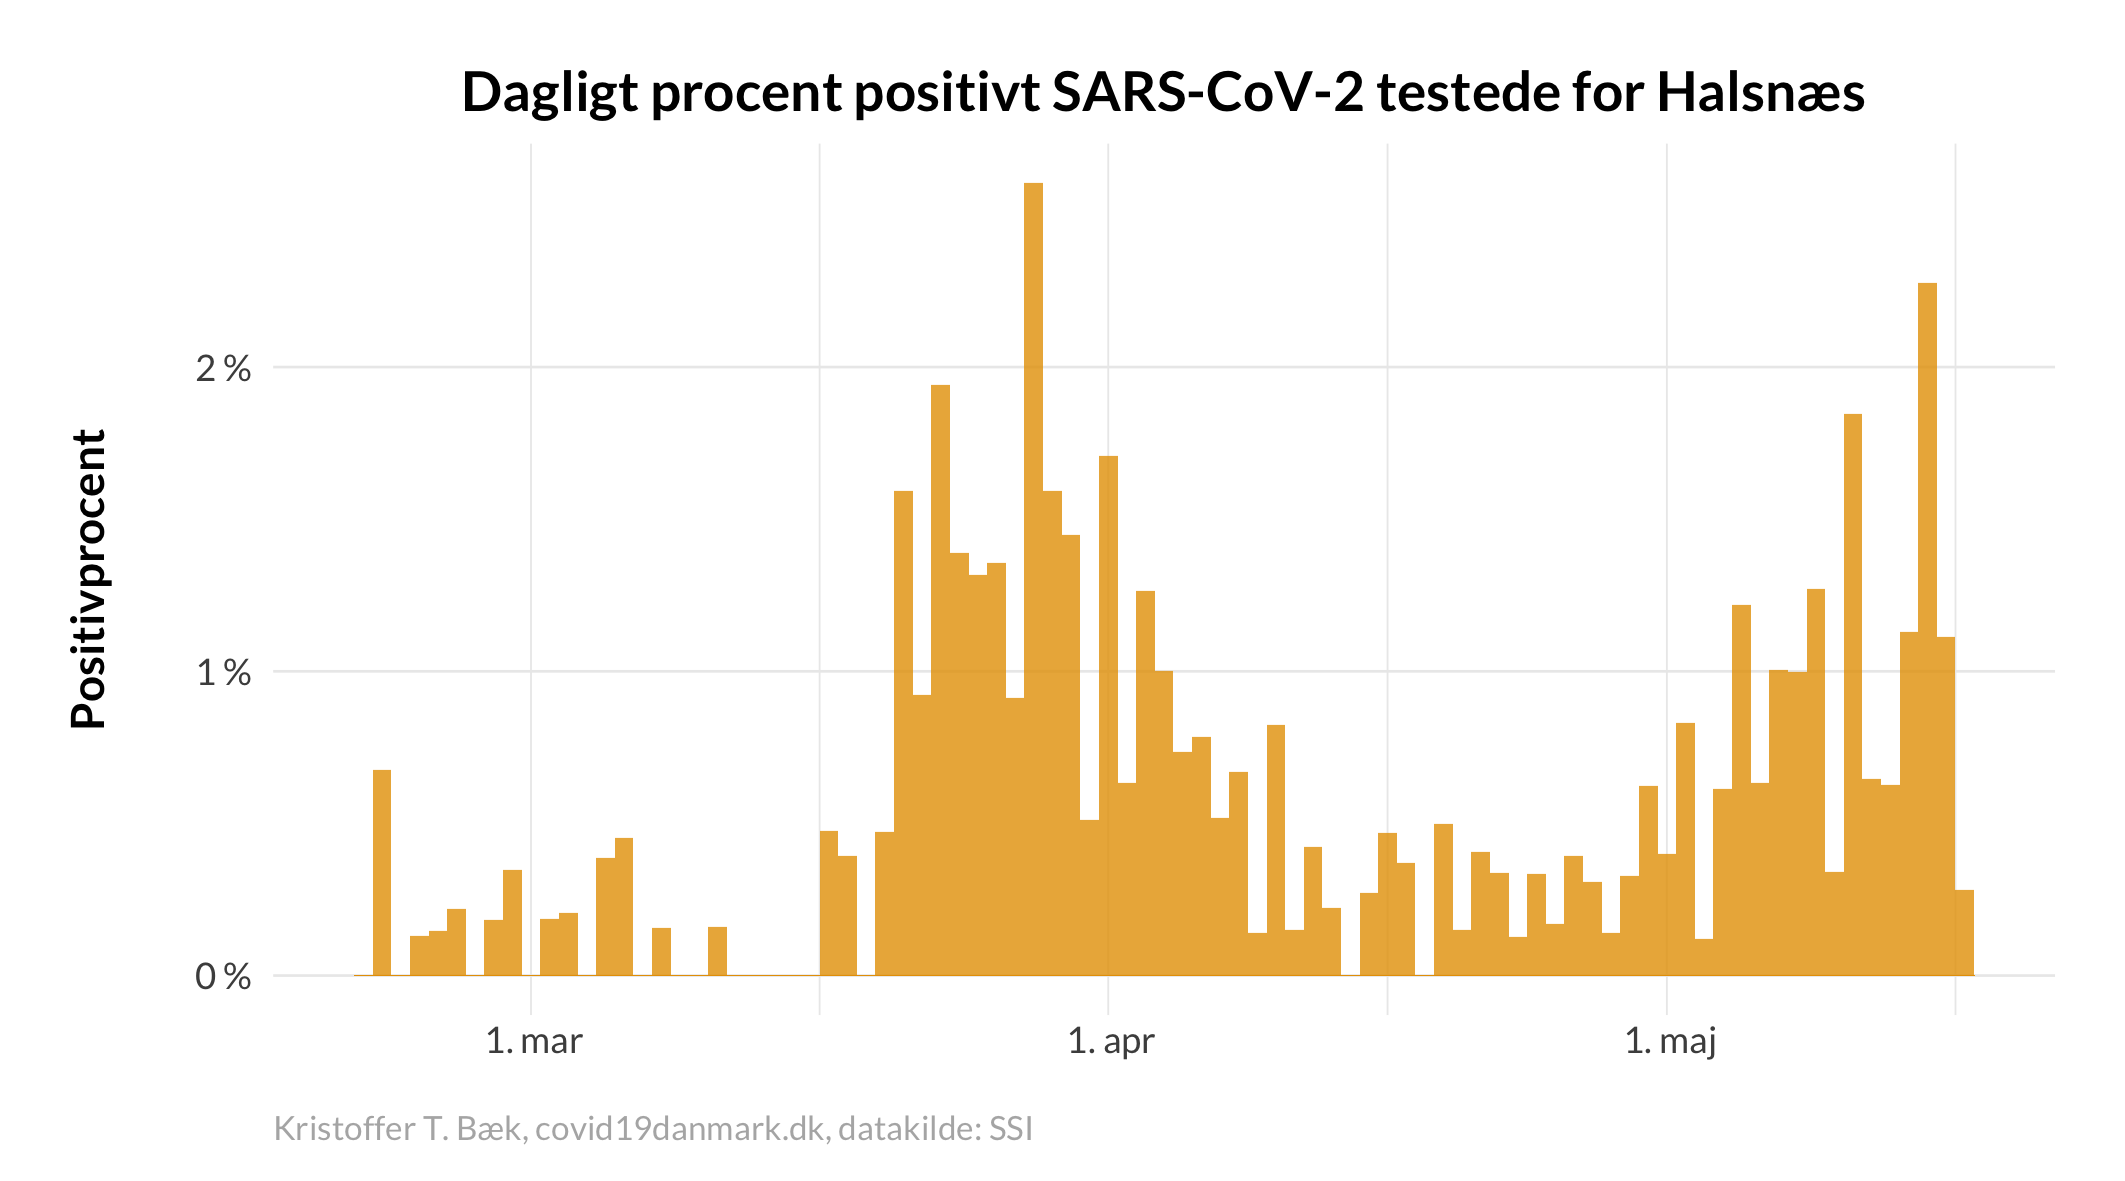 Dagligt procent positivt SARS-CoV-2 testede for Halsnæs
Positivprocent
2 %
1 %
0 %
1. mar
1. apr
1. maj
Kristoffer T. Bæk, covid19danmark.dk, datakilde: SSI